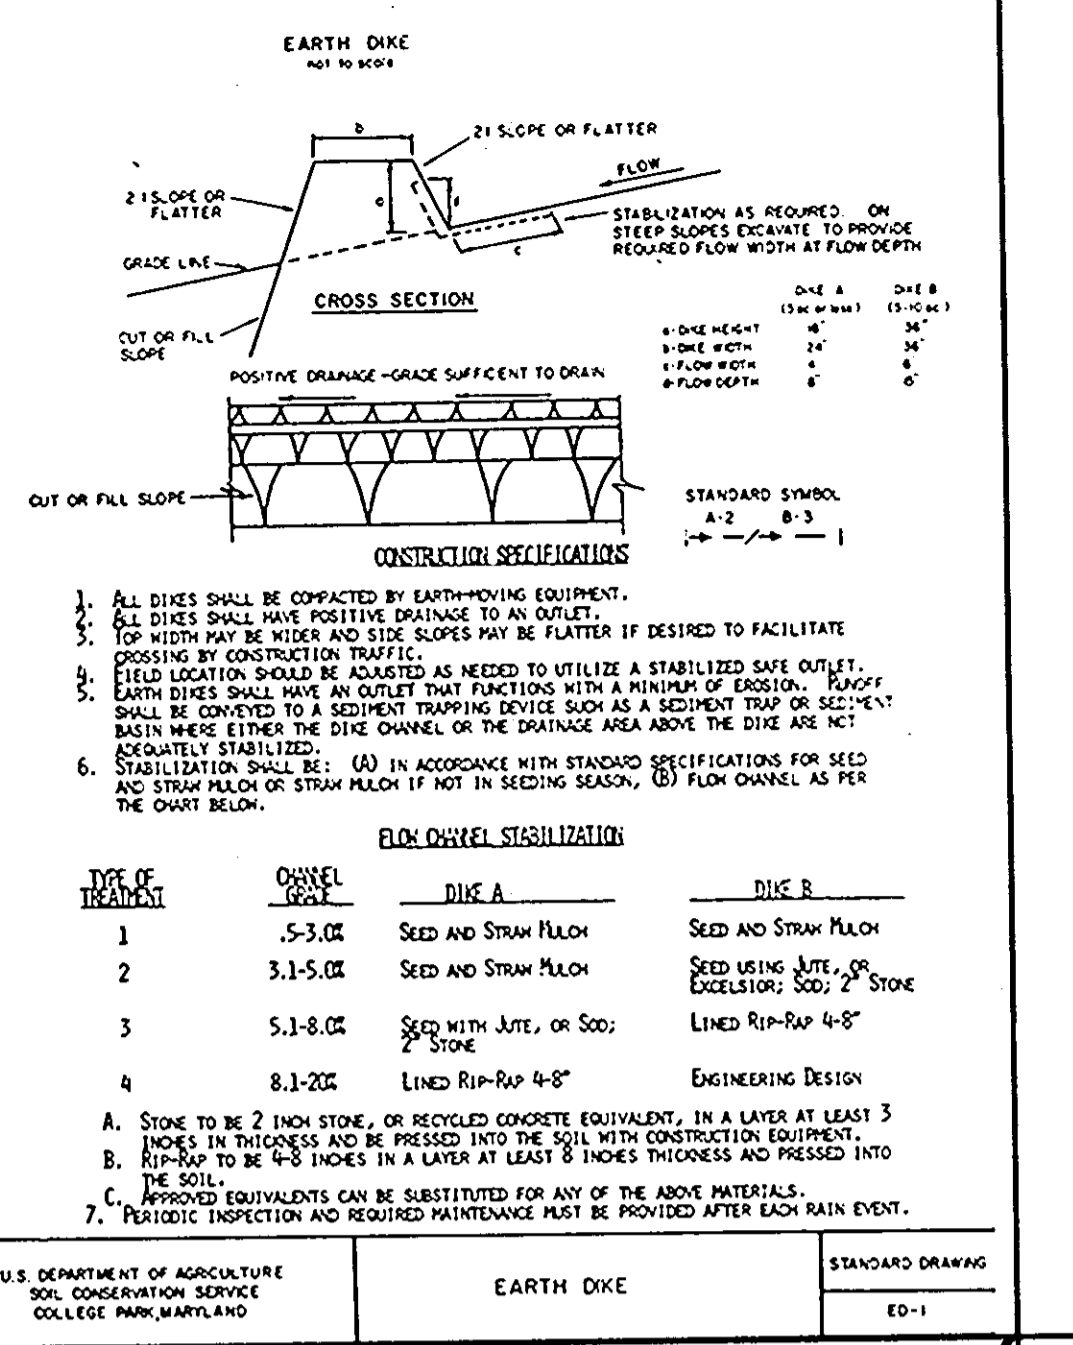 EARTH DIKE
not to scale
b
2:1 SLOPE OR FLATTER
FLOW
2:1 SLOPE OR
FLATTER
STABILIZATION AS REQUIRED. ON
STEEP SLOPES EXCAVATE TO PROVIDE
REQUIRED FLOW WIDTH AT FLOW DEPTH
c
GRADE LINE
CROSS SECTION
CUT OR FILL
SLOPE
DIKE A DIKE B
(5 ac or less) (5-10 ac)
a-DIKE HEIGHT 36"
b-DIKE WIDTH 24" 36"
c-FLOW WIDTH
d-FLOW DEPTH 8"
POSITIVE DRAINAGE-GRADE SUFFICENT TO DRAIN
CUT OR FILL SLOPE
STANDARD SYMBOL
A-2 B-3
CONSTRUCTION SPECIFICATIONS
1. ALL DIKES SHALL BE COMPACTED BY EARTH-MOVING EQUIPMENT.
2. ALL DIKES SHALL HAVE POSITIVE DRAINAGE TO AN OUTLET.
3. TOP WIDTH MAY BE WIDER AND SIDE SLOPES MAY BE FLATTER IF DESIRED TO FACILITATE
CROSSING BY CONSTRUCTION TRAFFIC.
4. FIELD LOCATION SHOULD BE ADJUSTED AS NEEDED TO UTILIZE A STABILIZED SAFE OUTLET.
5. EARTH DIKES SHALL HAVE AN OUTLET THAT FUNCTIONS WITH A MINIMUM OF EROSION. RUNOFF
SHALL BE CONVEYED TO A SEDIMENT TRAPPING DEVICE SUCH AS A SEDIMENT TRAP OR SEDIMENT
BASIN WHERE EITHER THE DIKE CHANNEL OR THE DRAINAGE AREA ABOVE THE DIKE ARE NOT
ADEQUATELY STABILIZED.
6. STABILIZATION SHALL BE: (A) IN ACCORDANCE WITH STANDARD SPECIFICATIONS FOR SEED
AND STRAW MULCH OR STRAW MULCH IF NOT IN SEEDING SEASON, (B) FLOW CHANNEL AS PER
THE CHART BELOW.
FLOW CHANNEL STABILIZATION
TYPE OF CHANNEL
TREATMENT GRADE DIKE A DIKE B
1 .5-3.0% SEED AND STRAW MULCH SEED AND STRAW MULCH
2 3.1-5.0% SEED AND STRAW MULCH SEED USING JUTE, OR
EXCELSIOR; SOD; 2" STONE
3 5.1-8.0% SEED WITH JUTE, OR SOD; LINED RIP-RAP 4-8"
2" STONE
4 8.1-20% LINED RIP-RAP 4-8" ENGINEERING DESIGN
A. STONE TO BE 2 INCH STONE, OR RECYCLED CONCRETE EQUIVALENT, IN A LAYER AT LEAST 3
INCHES IN THICKNESS AND BE PRESSED INTO THE SOIL WITH CONSTRUCTION EQUIPMENT.
B. RIP-RAP TO BE 4-8 INCHES IN A LAYER AT LEAST 8 INCHES THICKNESS AND PRESSED INTO
THE SOIL.
C. APPROVED EQUIVALENTS CAN BE SUBSTITUTED FOR ANY OF THE ABOVE MATERIALS.
7. PERIODIC INSPECTION AND REQUIRED MAINTENANCE MUST BE PROVIDED AFTER EACH RAIN EVENT.
U.S. DEPARTMENT OF AGRICULTURE
SOIL CONSERVATION SERVICE
COLLEGE PARK, MARYLAND
EARTH DIKE
STANDARD DRAWING
ED-1